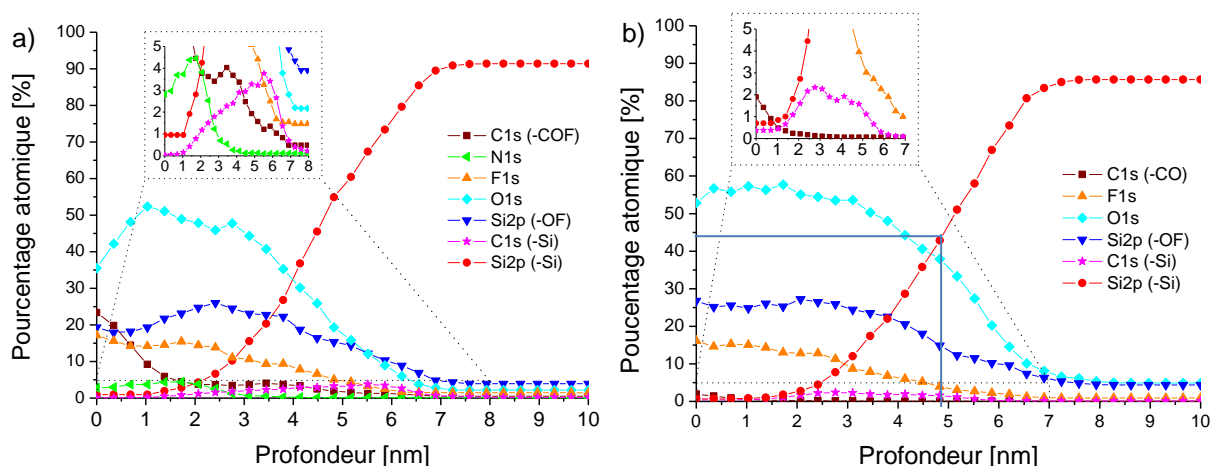 a)
Pourcentage atomique [%]
100
90
80
70
60
50
40
30
20
10
0
0 1 2 3 4 5 6 7 8 9 10
Profondeur [nm]
5
4
3
2
1
0
0 1 2 3 4 5 6 7 8
C1s (-COF)
N1s
F1s
O1s
Si2p (-OF)
C1s (-Si)
Si2p (-Si)
b)
Poucentage atomique [%]
100
90
80
70
60
50
40
30
20
10
0
0 1 2 3 4 5 6 7 8 9 10
Profondeur [nm]
5
4
3
2
1
0
0 1 2 3 4 5 6 7
C1s (-CO)
F1s
O1s
Si2p (-OF)
C1s (-Si)
Si2p (-Si)